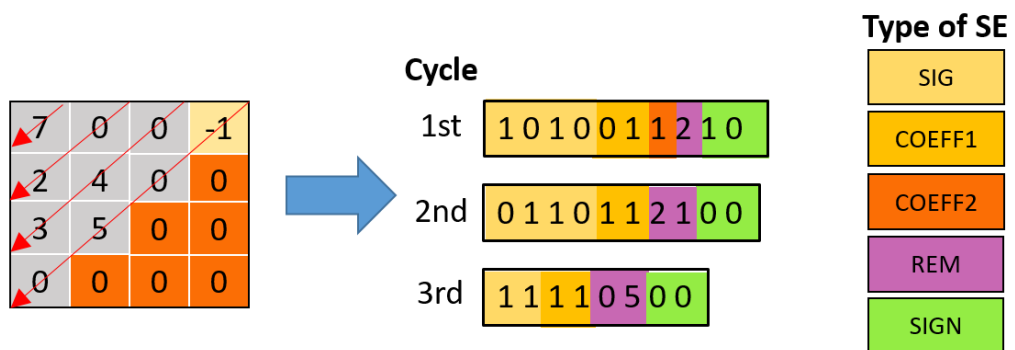 Type of SE
Cycle
7 0 0 -1
2 4 0 0
3 5 0 0
0 0 0 0
1st 1 0 1 0 0 1 1 2 1 0
2nd 0 1 1 0 1 1 2 1 0 0
3rd 1 1 1 1 0 5 0 0
SIG
COEFF1
COEFF2
REM
SIGN